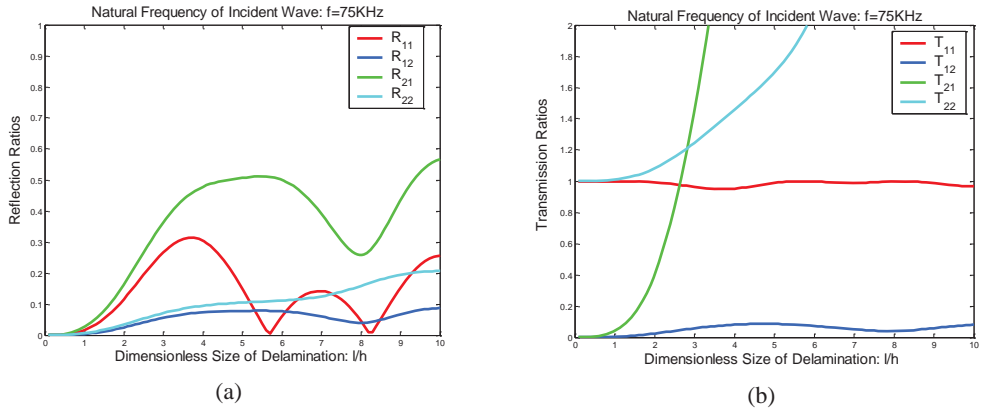 Natural Frequency of Incident Wave: f=75KHz
1
0.9
0.8
0.7
0.6
0.5
0.4
0.3
0.2
0.1
0
Reflection Ratios
R11
R12
R21
R22
0 1 2 3 4 5 6 7 8 9 10
Dimensionless Size of Delamination: l/h
(a)
Natural Frequency of Incident Wave: f=75KHz
2
1.8
1.6
1.4
1.2
1
0.8
0.6
0.4
0.2
0
Transmission Ratios
T11
T12
T21
T22
0 1 2 3 4 5 6 7 8 9 10
Dimensionless Size of Delamination: l/h
(b)